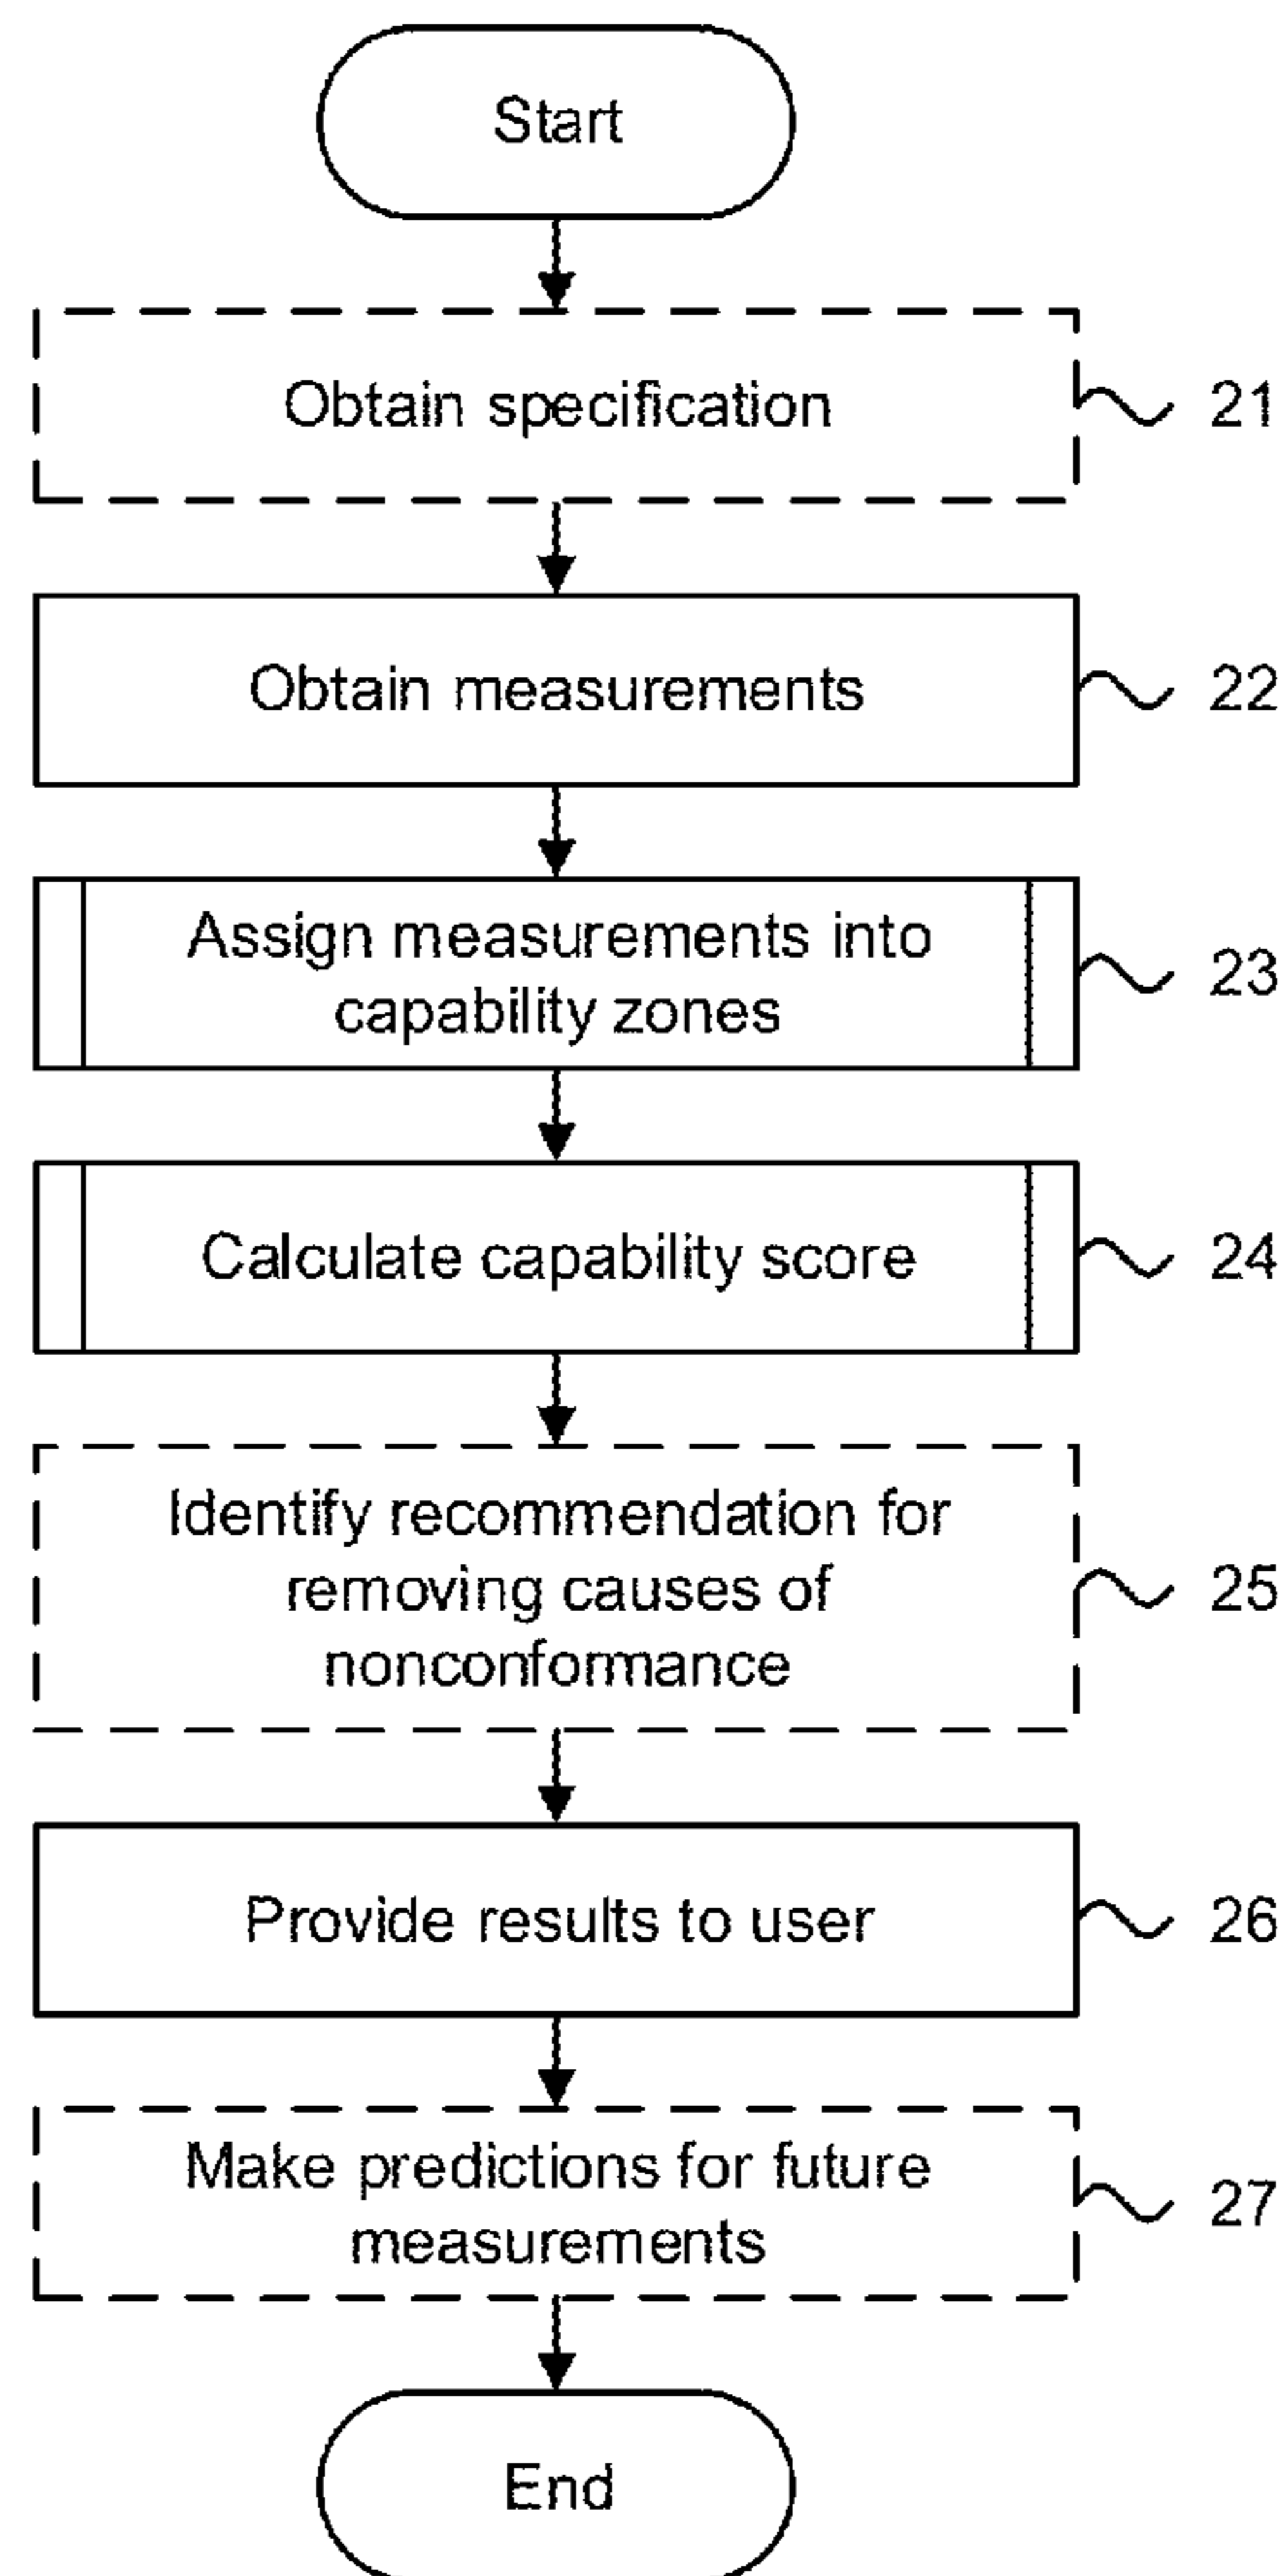 Start
Obtain specification
21
Obtain measurements
22
Assign measurements into
capability zones
23
Calculate capability score
24
Identify recommendation for
removing causes of
nonconformance
25
Provide results to user
26
Make predictions for future
measurements
27
End